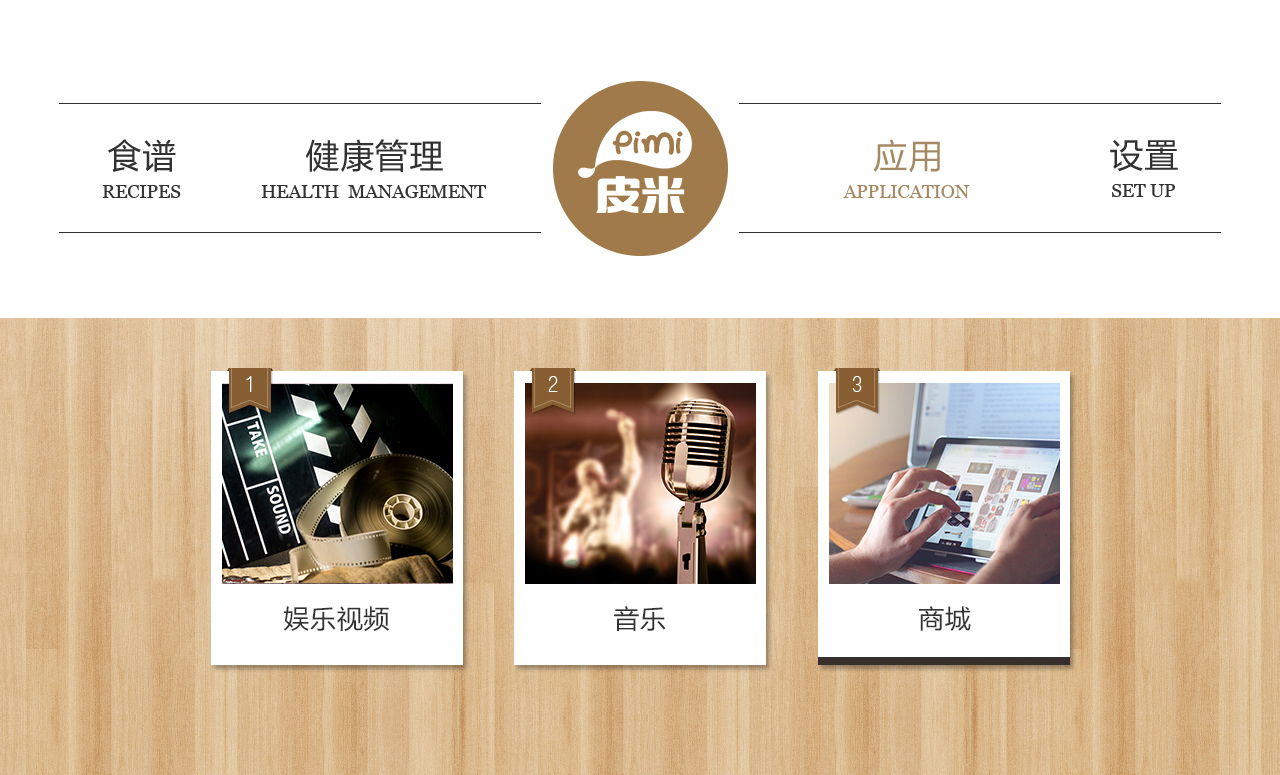 食谱
RECIPES
健康管理
HEALTH MANAGEMENT
Pimi
皮米
应用
APPLICATION
设置
SET UP
1
2
3
TAKE
SOUND
娱乐视频
音乐
商城